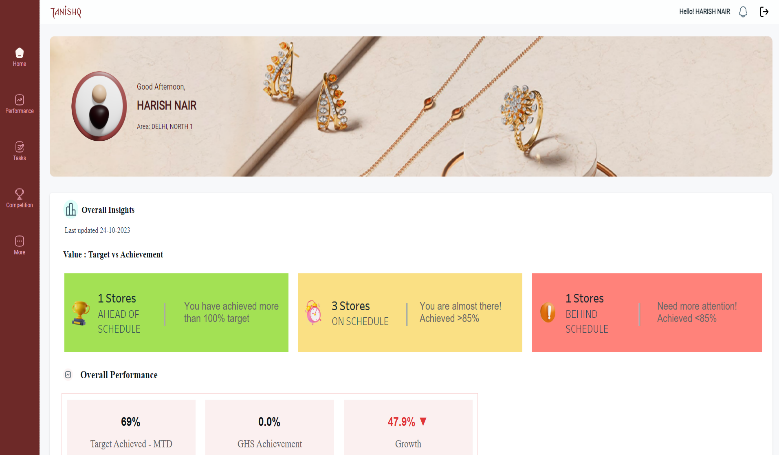 TANISHQ
Hello! HARISH NAIR
Home
Performance
Tasks
Competition
More
Good Afternoon,
HARISH NAIR
Area: DELHI, NORTH 1
Overall Insights
Last updated 24-10-2023
Value : Target vs Achievement
1 Stores
AHEAD OF
SCHEDULE
You have achieved more
than 100% target
3 Stores
ON SCHEDULE
You are almost there!
Achieved >85%
1 Stores
BEHIND
SCHEDULE
Need more attention!
Achieved <85%
Overall Performance
69%
Target Achieved - MTD
0.0%
GHS Achievement
47.9% ▼
Growth